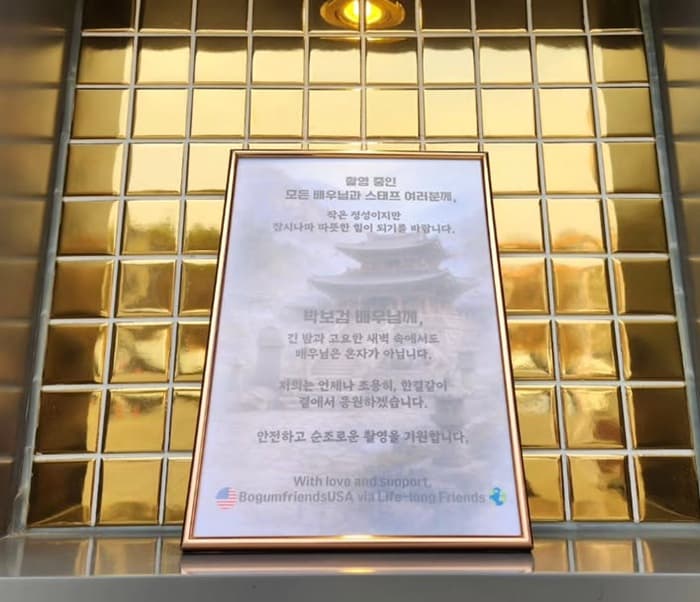 촬영 중인
모든 배우님과 스태프 여러분께,
작은 정성이지만
잠시나마 따뜻한 힘이 되기를 바랍니다.
박보검 배우님께,
긴 밤과 고요한 새벽 속에서도
배우님은 혼자가 아닙니다.
저희는 언제나 조용히, 한결같이
곁에서 응원하겠습니다.
안전하고 순조로운 촬영을 기원합니다.
With love and support,
BogumfriendsUSA via Life-long Friends